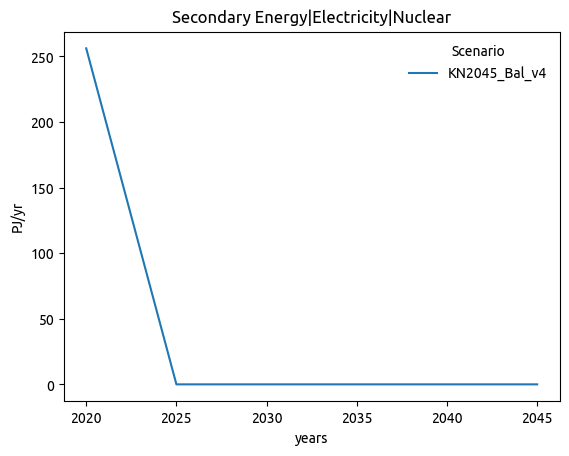 Secondary Energy|Electricity|Nuclear
Scenario
KN2045_Bal_v4
PJ/yr
250
200
150
100
50
0
2020 2025 2030 2035 2040 2045
years